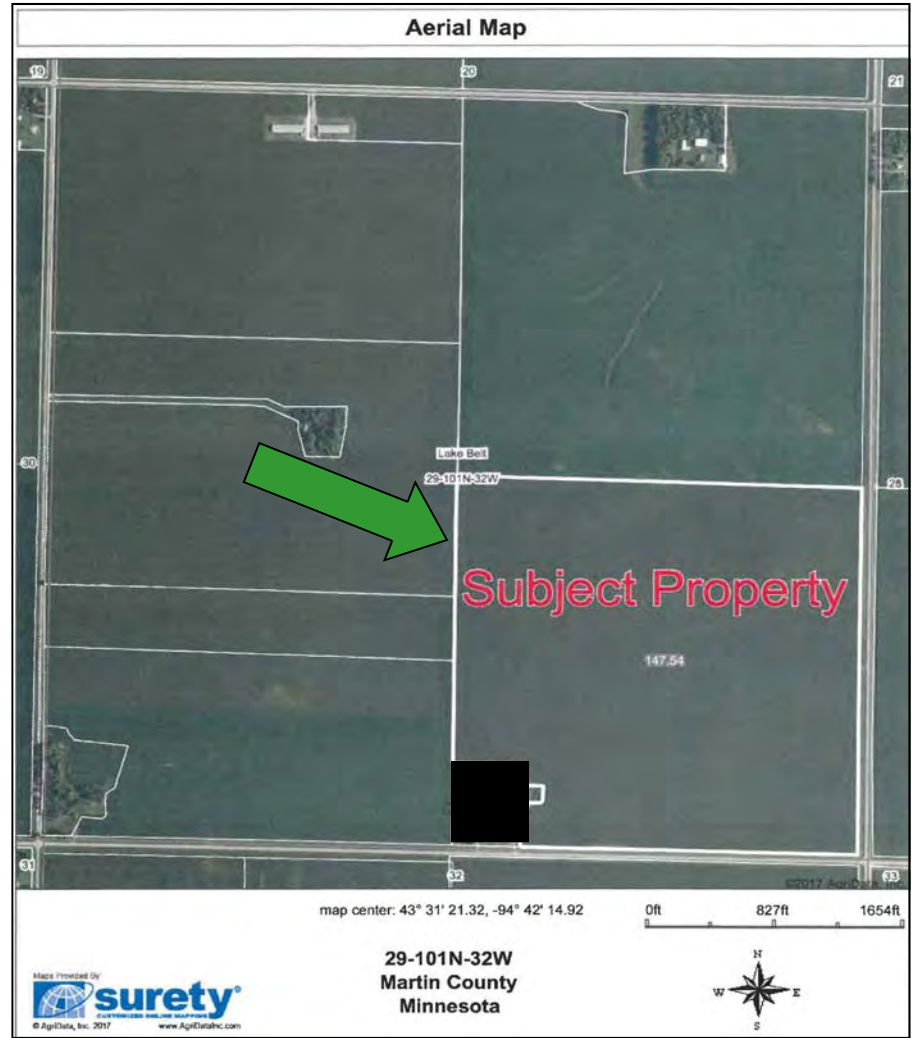 Aerial Map
19
20
21
Lake Belt
30
29-101N-32W
28
Subject Property
147.54
31
32
33
©2017 AgriData, Inc.
map center: 43° 31' 21.32, -94° 42' 14.92
0ft 827ft 1654ft
29-101N-32W
Martin County
Minnesota
Maps Provided By
surety®
CUSTOMIZED ONLINE MAPPING
© AgriData, Inc. 2017 www.AgriDataInc.com
N
W E
S